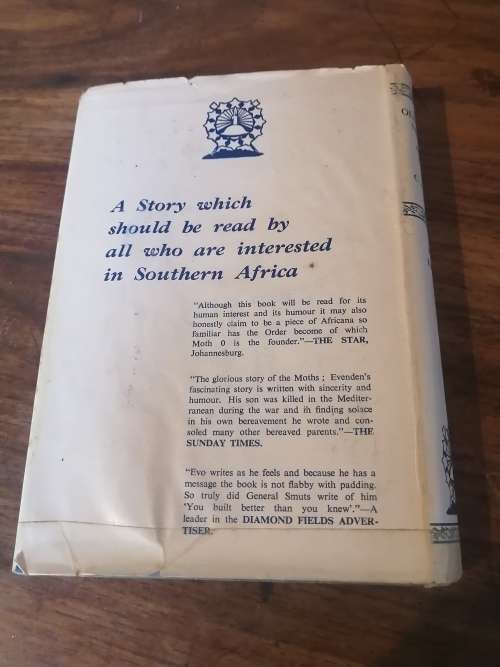 A Story which
should be read by
all who are interested
in Southern Africa
"Although this book will be read for its
human interest and its humour it may also
honestly claim to be a piece of Africana so
familiar has the Order become of which
Moth 0 is the founder."—THE STAR,
Johannesburg.
"The glorious story of the Moths ; Evenden's
fascinating story is written with sincerity and
humour. His son was killed in the Mediter-
ranean during the war and in finding solace
in his own bereavement he wrote and con-
soled many other bereaved parents."—THE
SUNDAY TIMES.
"Evo writes as he feels and because he has a
message the book is not flabby with padding.
So truly did General Smuts write of him
'You built better than you knew'."—A
leader in the DIAMOND FIELDS ADVER-
TISER.